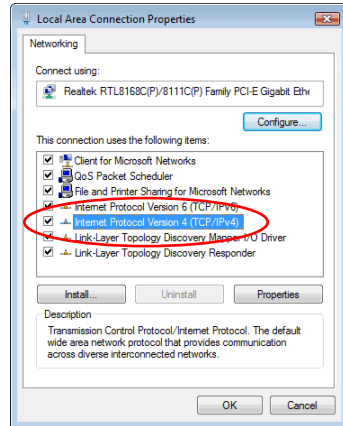 Local Area Connection Properties
Networking
Connect using:
Realtek RTL8168C(P)/8111C(P) Family PCI-E Gigabit Ethe
Configure...
This connection uses the following items:
Client for Microsoft Networks
QoS Packet Scheduler
File and Printer Sharing for Microsoft Networks
Internet Protocol Version 6 (TCP/IPv6)
Internet Protocol Version 4 (TCP/IPv4)
Link-Layer Topology Discovery Mapper I/O Driver
Link-Layer Topology Discovery Responder
Install... Uninstall Properties
Description
Transmission Control Protocol/Internet Protocol. The default
wide area network protocol that provides communication
across diverse interconnected networks.
OK Cancel